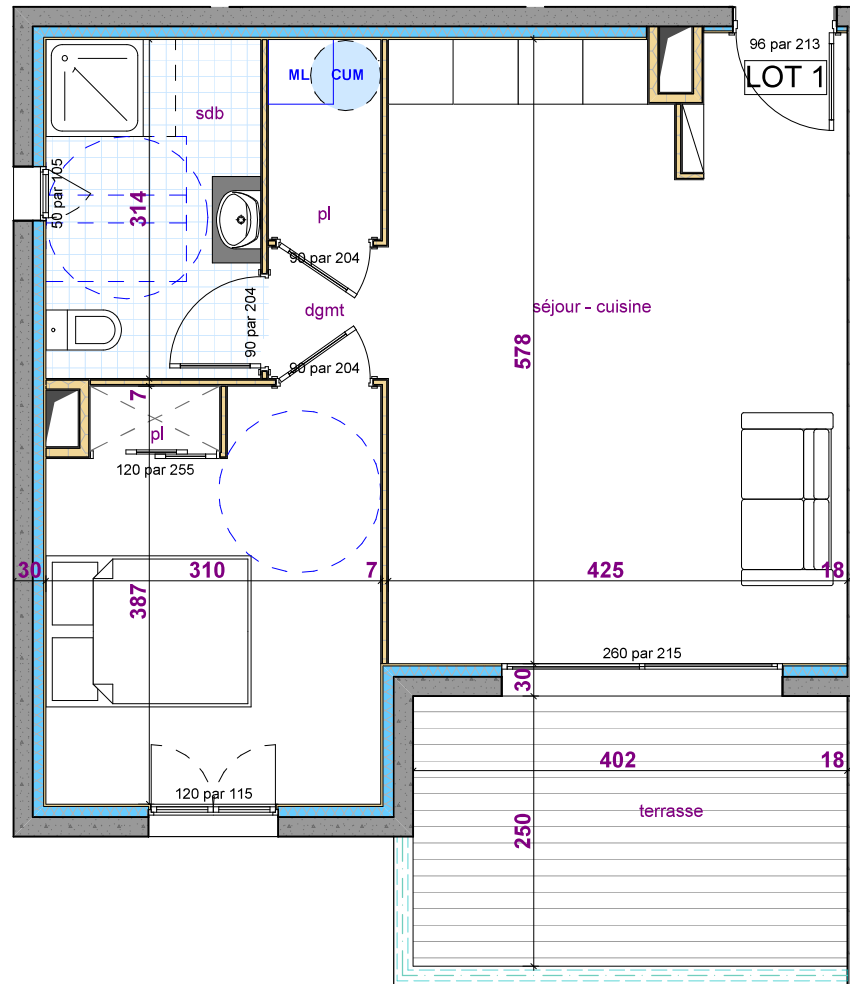 96 par 213
LOT 1
ML
CUM
sdb
50 par 105
314
pl
90 par 204
90 par 204
dgmt
séjour - cuisine
578
90 par 204
7
pl
120 par 255
30
310
7
425
18
387
260 par 215
30
402
18
120 par 115
terrasse
250